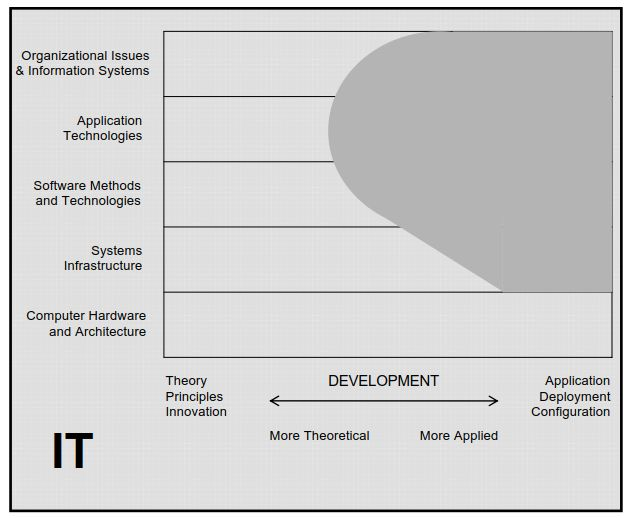 Organizational Issues
& Information Systems
Application
Technologies
Software Methods
and Technologies
Systems
Infrastructure
Computer Hardware
and Architecture
Theory
Principles
Innovation
DEVELOPMENT
Application
Deployment
Configuration
More Theoretical
More Applied
IT